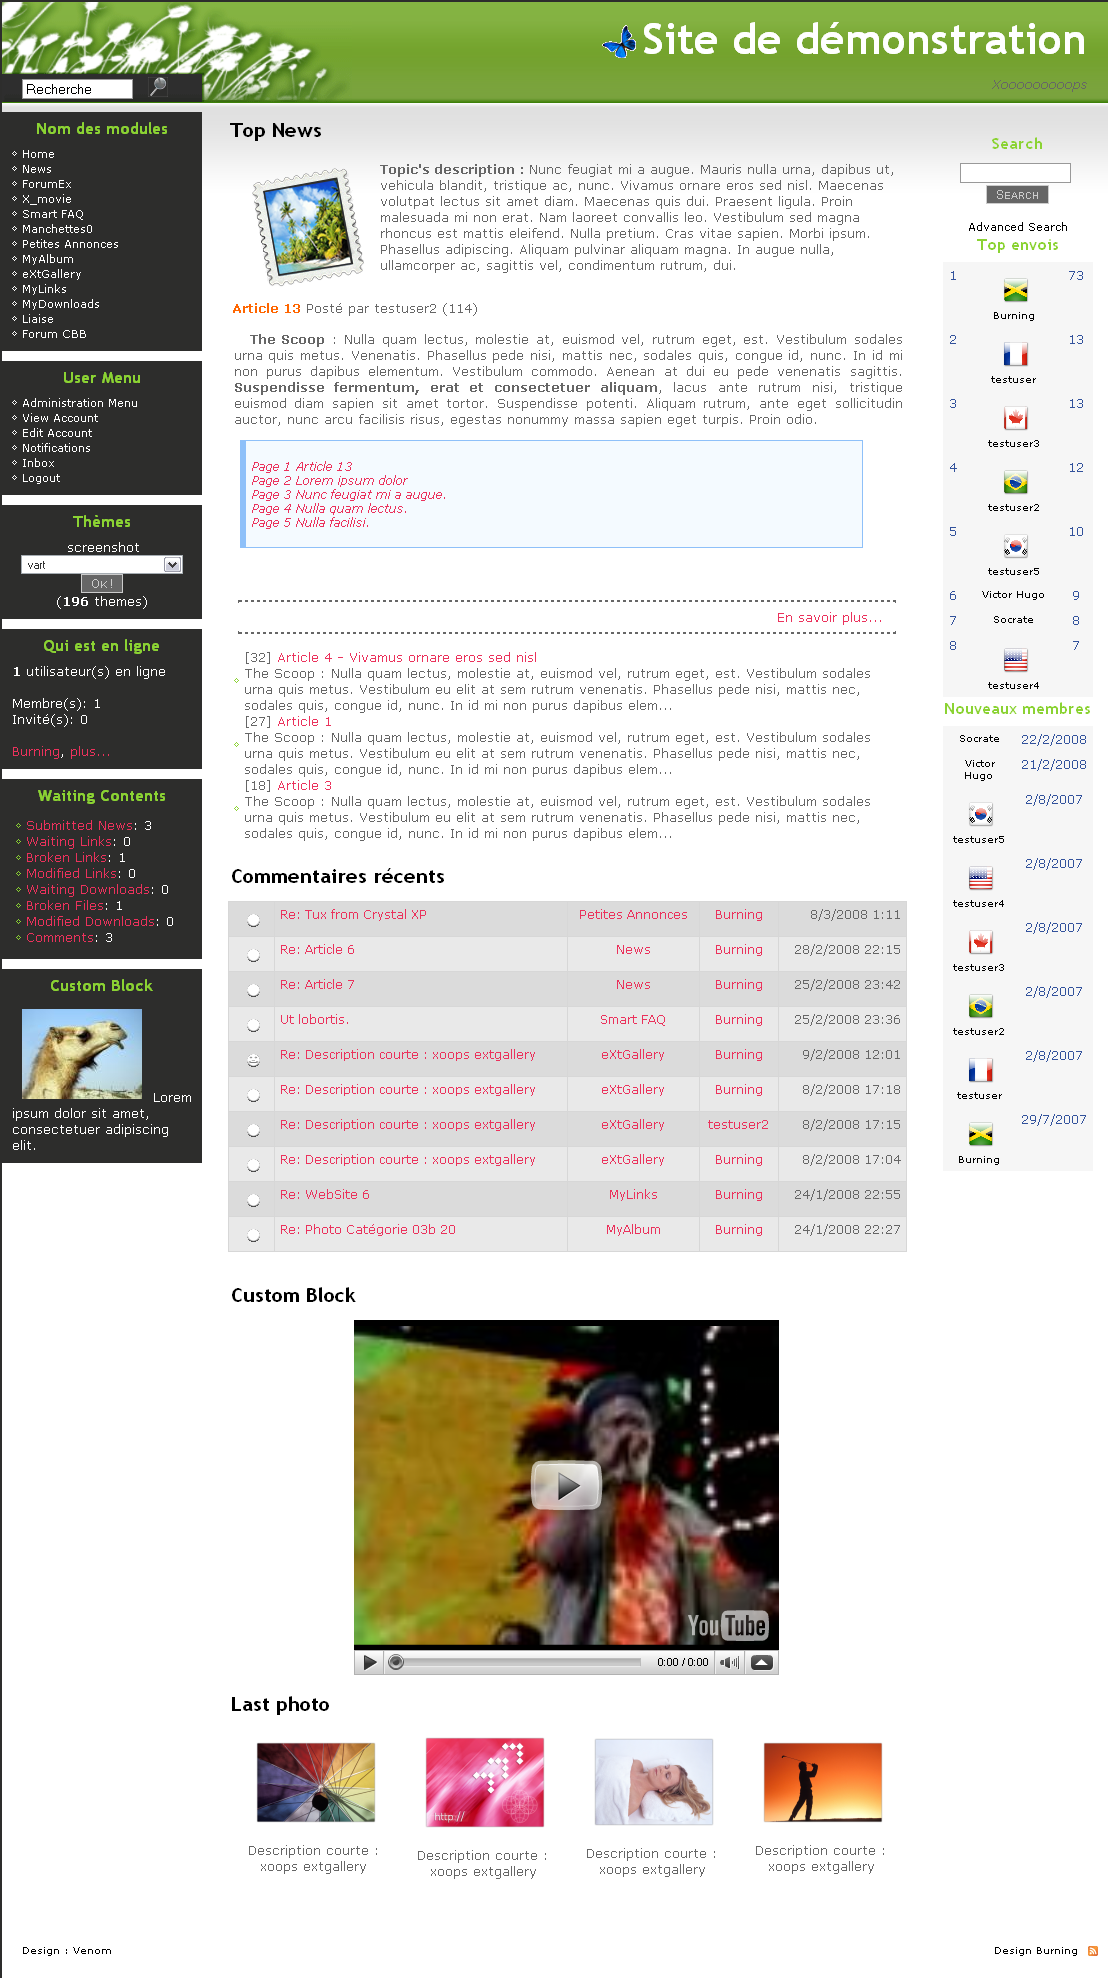 Site de démonstration
Recherche
Xoooooooooops
Nom des modules
Home
News
ForumEx
X_movie
Smart FAQ
Manchettes0
Petites Annonces
MyAlbum
eXtGallery
MyLinks
MyDownloads
Liaise
Forum CBB
User Menu
Administration Menu
View Account
Edit Account
Notifications
Inbox
Logout
Thèmes
screenshot
vart
Ok!
(196 themes)
Qui est en ligne
1 utilisateur(s) en ligne
Membre(s): 1
Invité(s): 0
Burning, plus...
Waiting Contents
Submitted News: 3
Waiting Links: 0
Broken Links: 1
Modified Links: 0
Waiting Downloads: 0
Broken Files: 1
Modified Downloads: 0
Comments: 3
Custom Block
Lorem
ipsum dolor sit amet,
consectetuer adipiscing
elit.
Top News
Topic's description : Nunc feugiat mi a augue. Mauris nulla urna, dapibus ut,
vehicula blandit, tristique ac, nunc. Vivamus ornare eros sed nisl. Maecenas
volutpat lectus sit amet diam. Maecenas quis dui. Praesent ligula. Proin
malesuada mi non erat. Nam laoreet convallis leo. Vestibulum sed magna
rhoncus est mattis eleifend. Nulla pretium. Cras vitae sapien. Morbi ipsum.
Phasellus adipiscing. Aliquam pulvinar aliquam magna. In augue nulla,
ullamcorper ac, sagittis vel, condimentum rutrum, dui.
Article 13 Posté par testuser2 (114)
The Scoop : Nulla quam lectus, molestie at, euismod vel, rutrum eget, est. Vestibulum sodales
urna quis metus. Venenatis. Phasellus pede nisi, mattis nec, sodales quis, congue id, nunc. In id mi
non purus dapibus elementum. Vestibulum commodo. Aenean at dui eu pede venenatis sagittis.
Suspendisse fermentum, erat et consectetuer aliquam, lacus ante rutrum nisi, tristique
euismod diam sapien sit amet tortor. Suspendisse potenti. Aliquam rutrum, ante eget sollicitudin
auctor, nunc arcu facilisis risus, egestas nonummy massa sapien eget turpis. Proin odio.
Page 1 Article 13
Page 2 Lorem ipsum dolor
Page 3 Nunc feugiat mi a augue.
Page 4 Nulla quam lectus.
Page 5 Nulla facilisi.
En savoir plus...
[32] Article 4 - Vivamus ornare eros sed nisl
The Scoop : Nulla quam lectus, molestie at, euismod vel, rutrum eget, est. Vestibulum sodales
urna quis metus. Vestibulum eu elit at sem rutrum venenatis. Phasellus pede nisi, mattis nec,
sodales quis, congue id, nunc. In id mi non purus dapibus elem...
[27] Article 1
The Scoop : Nulla quam lectus, molestie at, euismod vel, rutrum eget, est. Vestibulum sodales
urna quis metus. Vestibulum eu elit at sem rutrum venenatis. Phasellus pede nisi, mattis nec,
sodales quis, congue id, nunc. In id mi non purus dapibus elem...
[18] Article 3
The Scoop : Nulla quam lectus, molestie at, euismod vel, rutrum eget, est. Vestibulum sodales
urna quis metus. Vestibulum eu elit at sem rutrum venenatis. Phasellus pede nisi, mattis nec,
sodales quis, congue id, nunc. In id mi non purus dapibus elem...
Commentaires récents
Re: Tux from Crystal XP Petites Annonces Burning 8/3/2008 1:11
Re: Article 6 News Burning 28/2/2008 22:15
Re: Article 7 News Burning 25/2/2008 23:42
Ut lobortis. Smart FAQ Burning 25/2/2008 23:36
Re: Description courte : xoops extgallery eXtGallery Burning 9/2/2008 12:01
Re: Description courte : xoops extgallery eXtGallery Burning 8/2/2008 17:18
Re: Description courte : xoops extgallery eXtGallery testuser2 8/2/2008 17:15
Re: Description courte : xoops extgallery eXtGallery Burning 8/2/2008 17:04
Re: WebSite 6 MyLinks Burning 24/1/2008 22:55
Re: Photo Catégorie 03b 20 MyAlbum Burning 24/1/2008 22:27
Custom Block
YouTube
0:00 / 0:00
Last photo
http://
Description courte :
xoops extgallery
Description courte :
xoops extgallery
Description courte :
xoops extgallery
Description courte :
xoops extgallery
Search
Search
Advanced Search
Top envois
1 73
Burning
2 13
testuser
3 13
testuser3
4 12
testuser2
5 10
testuser5
6 Victor Hugo 9
7 Socrate 8
8 7
testuser4
Nouveaux membres
Socrate 22/2/2008
Victor 21/2/2008
Hugo
2/8/2007
testuser5
2/8/2007
testuser4
2/8/2007
testuser3
2/8/2007
testuser2
2/8/2007
testuser
29/7/2007
Burning
Design : Venom
Design Burning